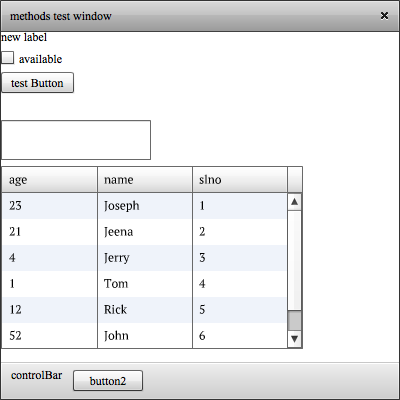 methods test window
new label
available
test Button
age name slno
23 Joseph 1
21 Jeena 2
4 Jerry 3
1 Tom 4
12 Rick 5
52 John 6
controlBar button2